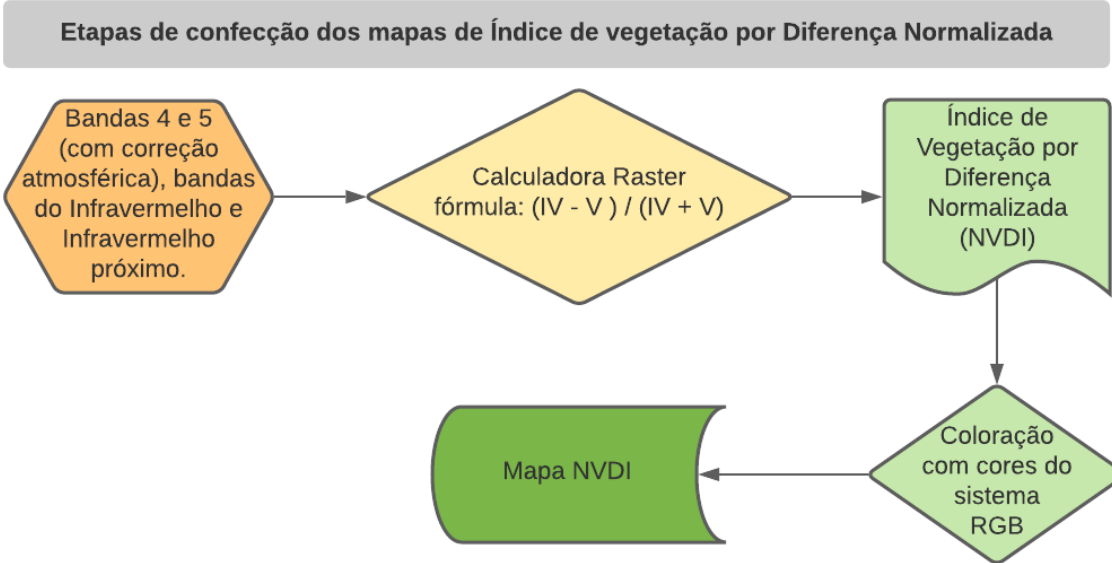 Etapas de confecção dos mapas de Índice de vegetação por Diferença Normalizada
Bandas 4 e 5
(com correção
atmosférica), bandas
do Infravermelho e
Infravermelho
próximo.
Calculadora Raster
fórmula: (IV - V ) / (IV + V)
Índice de
Vegetação por
Diferença
Normalizada
(NVDI)
Coloração
com cores do
sistema
RGB
Mapa NVDI